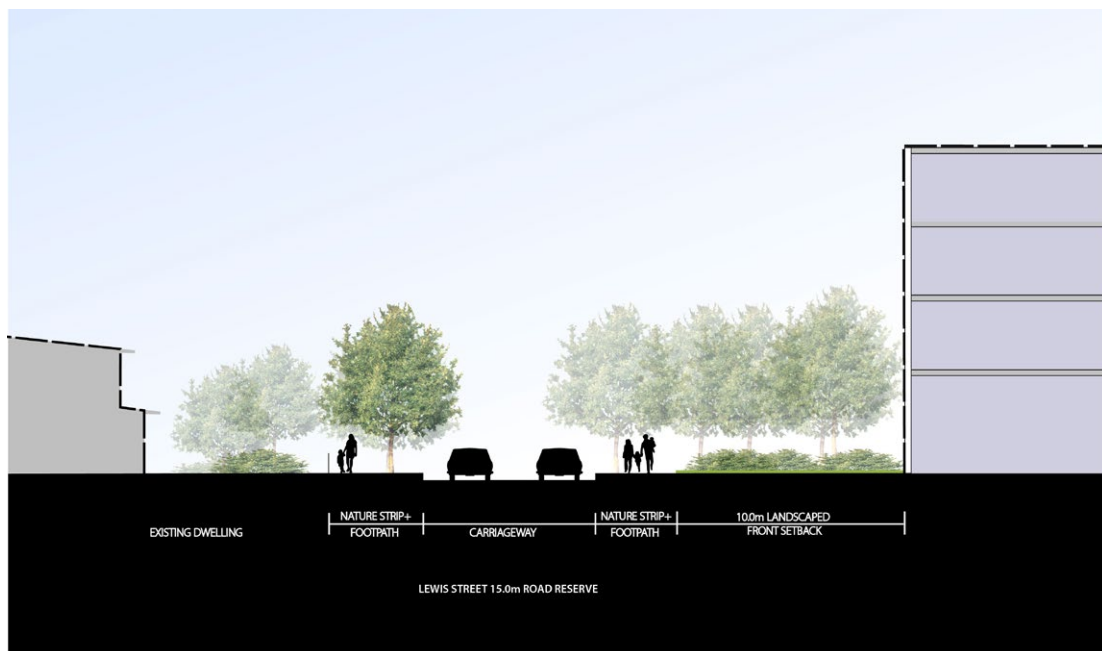 NATURE STRIP+
FOOTPATH
CARRIAGEWAY
NATURE STRIP+
FOOTPATH
10.0m LANDSCAPED
FRONT SETBACK
EXISTING DWELLING
LEWIS STREET 15.0m ROAD RESERVE